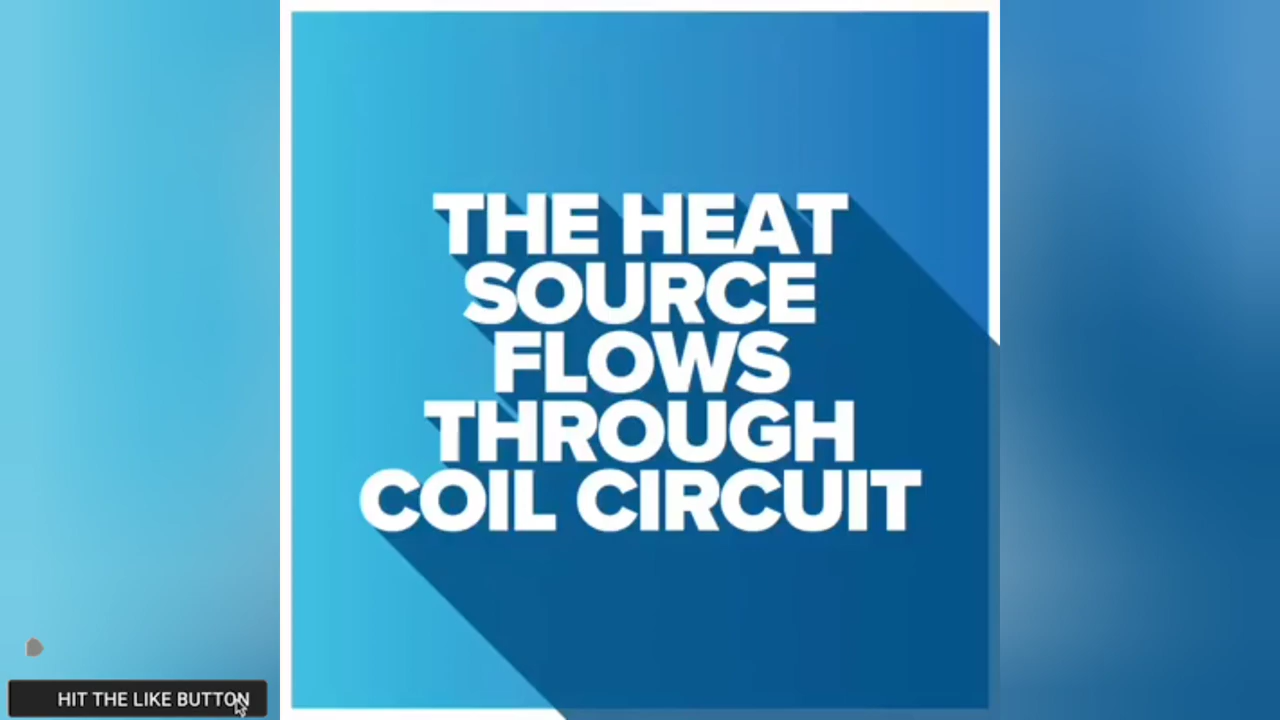 THE HEAT
SOURCE
FLOWS
THROUGH
COIL CIRCUIT
HIT THE LIKE BUTTON